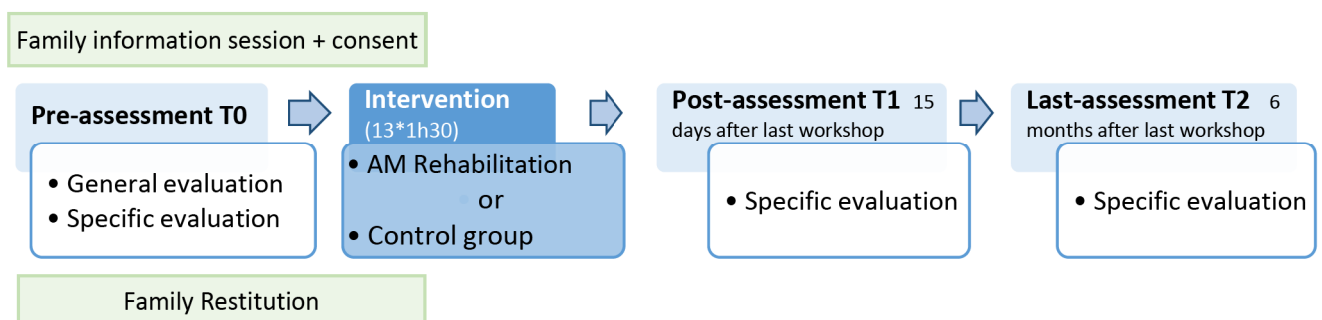 Family information session + consent
Pre-assessment T0
• General evaluation
• Specific evaluation
Intervention
(13*1h30)
• AM Rehabilitation
or
• Control group
Post-assessment T1 15
days after last workshop
• Specific evaluation
Last-assessment T2 6
months after last workshop
• Specific evaluation
Family Restitution